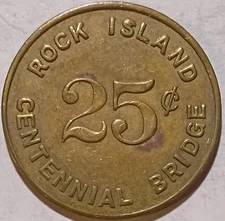 ROCK ISLAND
25¢
CENTENNIAL BRIDGE